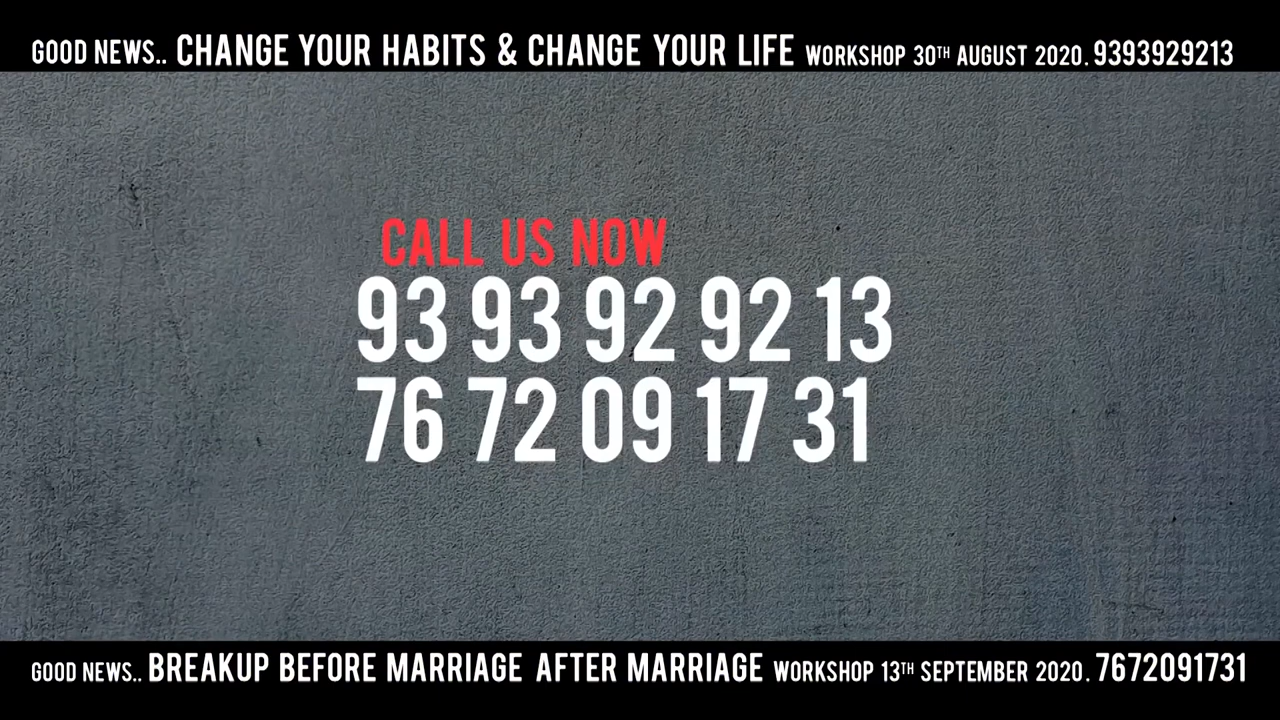 GOOD NEWS.. CHANGE YOUR HABITS & CHANGE YOUR LIFE WORKSHOP 30TH AUGUST 2020. 9393929213
CALL US NOW
93 93 92 92 13
76 72 09 17 31
GOOD NEWS.. BREAKUP BEFORE MARRIAGE AFTER MARRIAGE WORKSHOP 13TH SEPTEMBER 2020. 7672091731